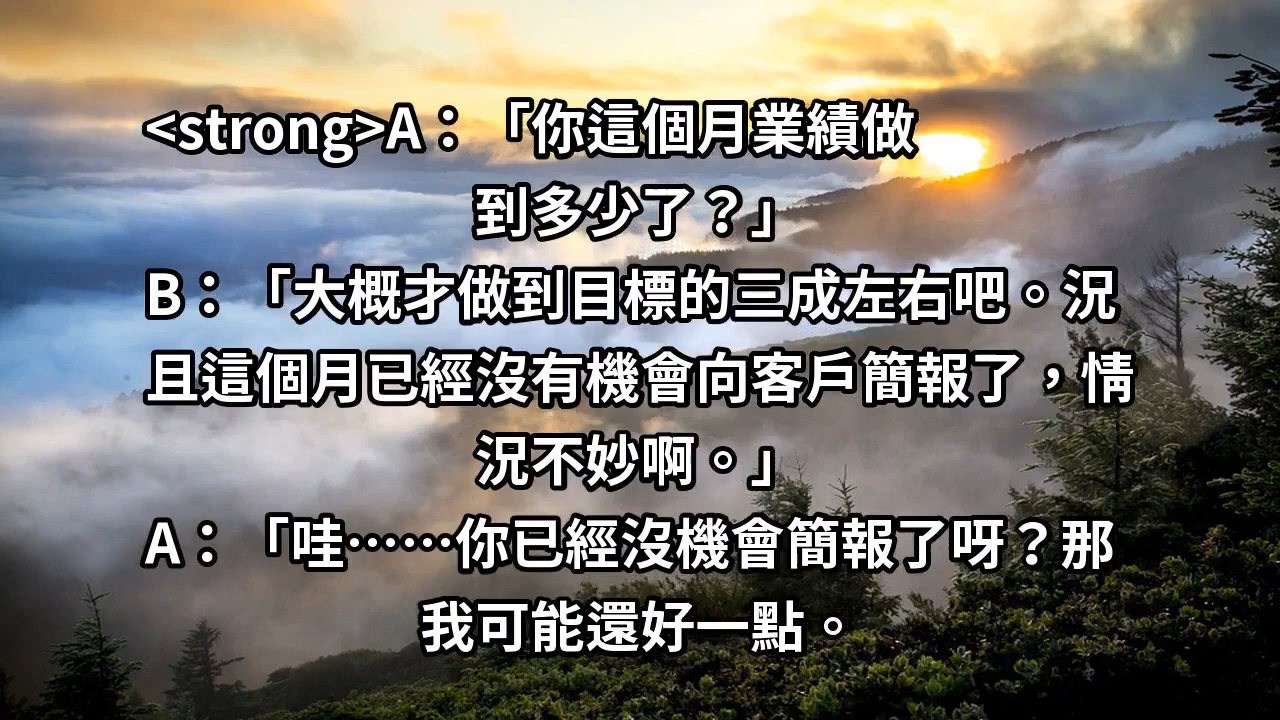 <strong>A：「你這個月業績做
到多少了？」
B：「大概才做到目標的三成左右吧。況
且這個月已經沒有機會向客戶簡報了，情
況不妙啊。」
A：「哇……你已經沒機會簡報了呀？那
我可能還好一點。